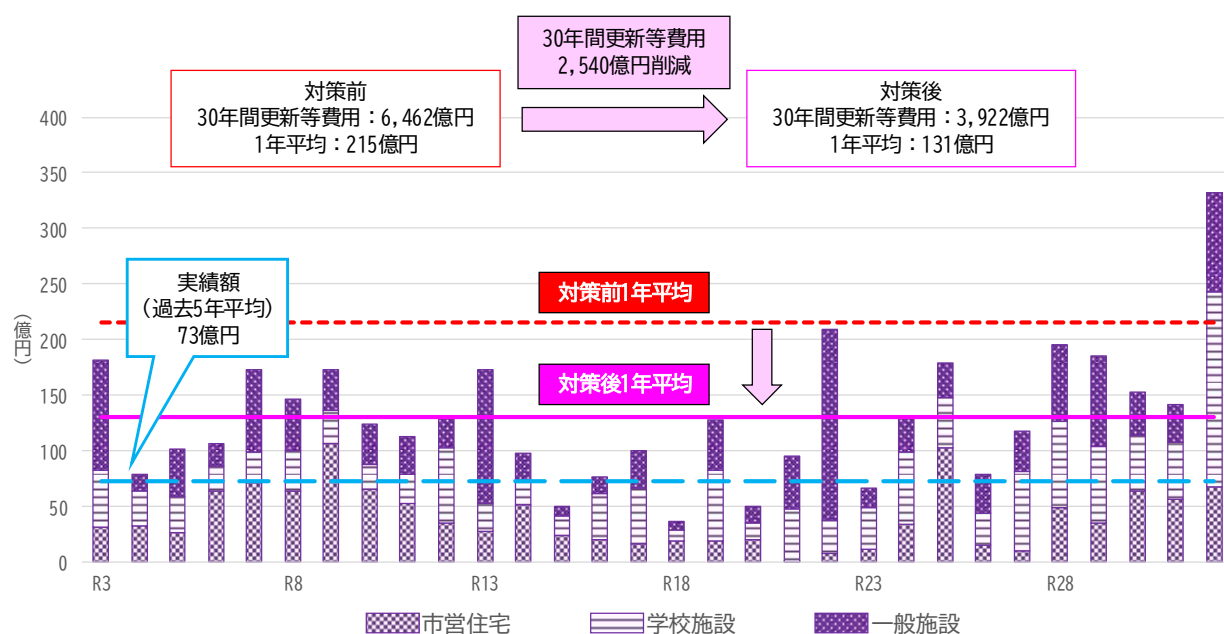 30年間更新等費用
2,540億円削減
対策前
30年間更新等費用：6,462億円
1年平均：215億円
対策後
30年間更新等費用：3,922億円
1年平均：131億円
400
350
300
250
200
150
100
50
0
（億円）
実績額
（過去5年平均）
73億円
対策前1年平均
対策後1年平均
R3
R8
R13
R18
R23
R28
市営住宅
学校施設
一般施設